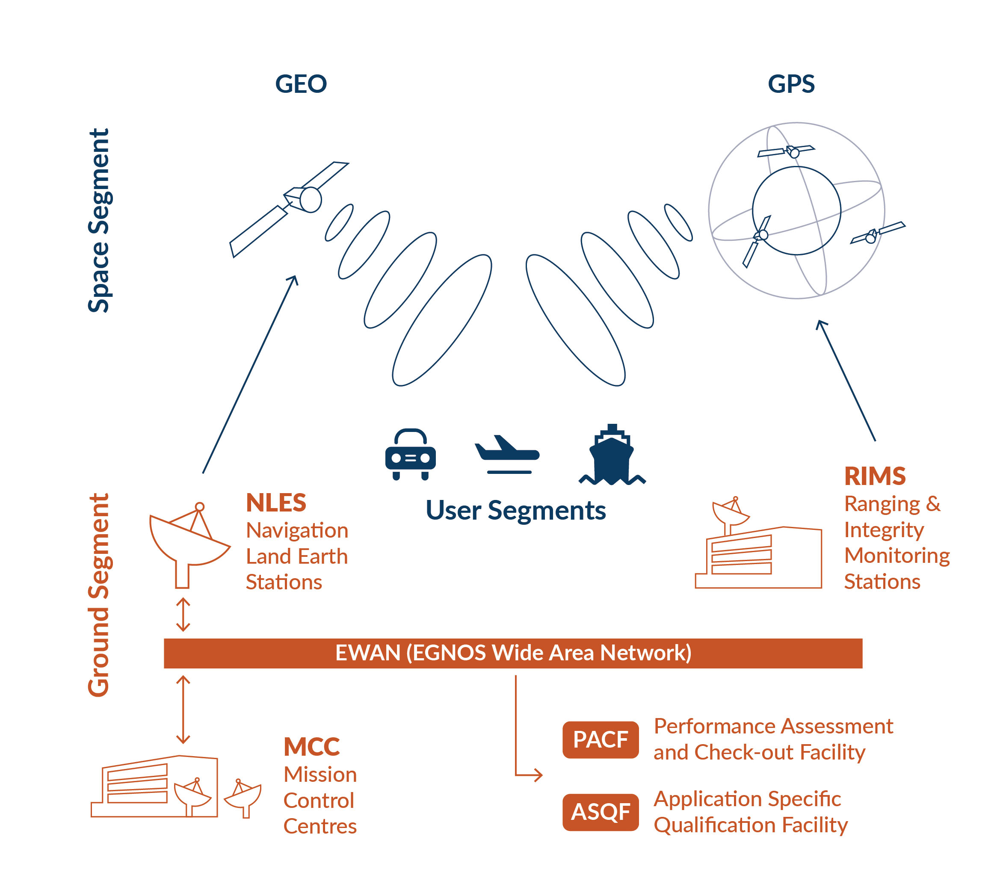 GEO
GPS
Space Segment
User Segments
Ground Segment
NLES
Navigation
Land Earth
Stations
RIMS
Ranging &
Integrity
Monitoring
Stations
EWAN (EGNOS Wide Area Network)
MCC
Mission
Control
Centres
PACF
Performance Assessment
and Check-out Facility
ASQF
Application Specific
Qualification Facility